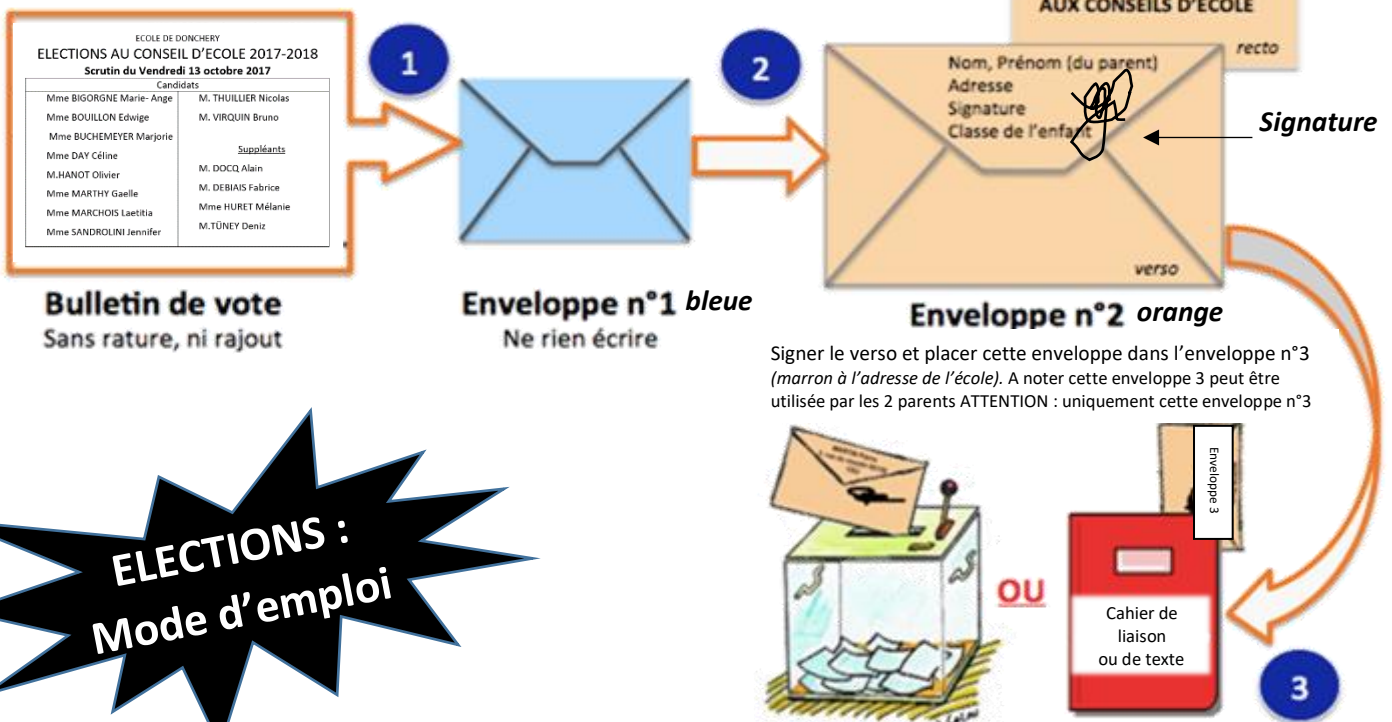 AUX CONSEILS D'ECOLE
recto
ECOLE DE DONCHERY
ELECTIONS AU CONSEIL D'ECOLE 2017-2018
Scrutin du Vendredi 13 octobre 2017
Candidats
Mme BIGORGNE Marie- Ange
Mme BOUILLON Edwige
Mme BUCHEMEYER Marjorie
Mme DAY Céline
M.HANOT Olivier
Mme MARTHY Gaelle
Mme MARCHOIS Laetitia
Mme SANDROLINI Jennifer
M. THUILLIER Nicolas
M. VIRQUIN Bruno
Suppléants
M. DOCQ Alain
M. DEBIAIS Fabrice
Mme HURET Mélanie
M.TÜNEY Deniz
1
2
Nom, Prénom (du parent)
Adresse
Signature
Classe de l'enfant
Signature
verso
Bulletin de vote
Sans rature, ni rajout
Enveloppe n°1 bleue
Ne rien écrire
Enveloppe n°2 orange
Signer le verso et placer cette enveloppe dans l'enveloppe n°3
(marron à l'adresse de l'école). A noter cette enveloppe 3 peut être
utilisée par les 2 parents ATTENTION : uniquement cette enveloppe n°3
ELECTIONS :
Mode d'emploi
OU
Enveloppe 3
Cahier de
liaison
ou de texte
3